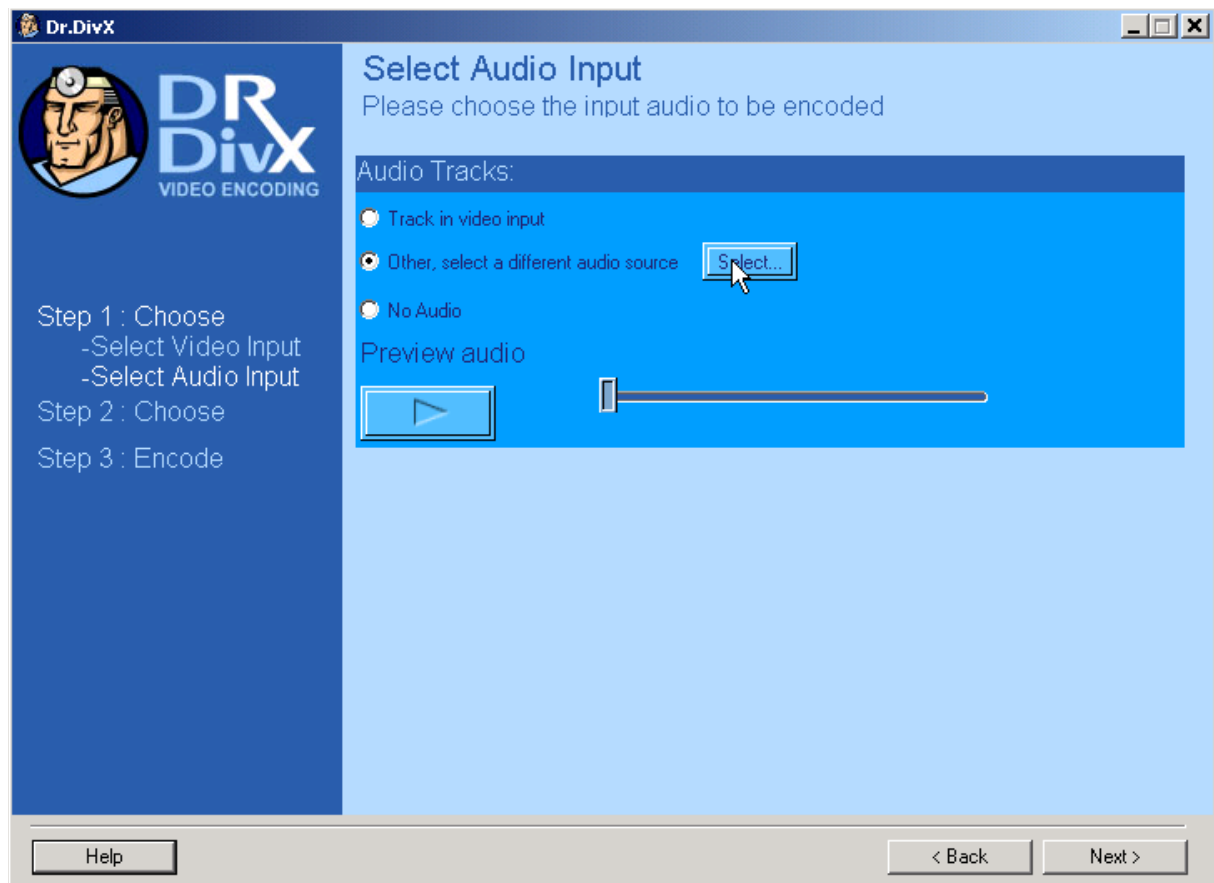 Dr.DivX
DR
DivX
VIDEO ENCODING
Step 1 : Choose
-Select Video Input
-Select Audio Input
Step 2 : Choose
Step 3 : Encode
Select Audio Input
Please choose the input audio to be encoded
Audio Tracks:
Track in video input
Other, select a different audio source Select...
No Audio
Preview audio
Help < Back Next >